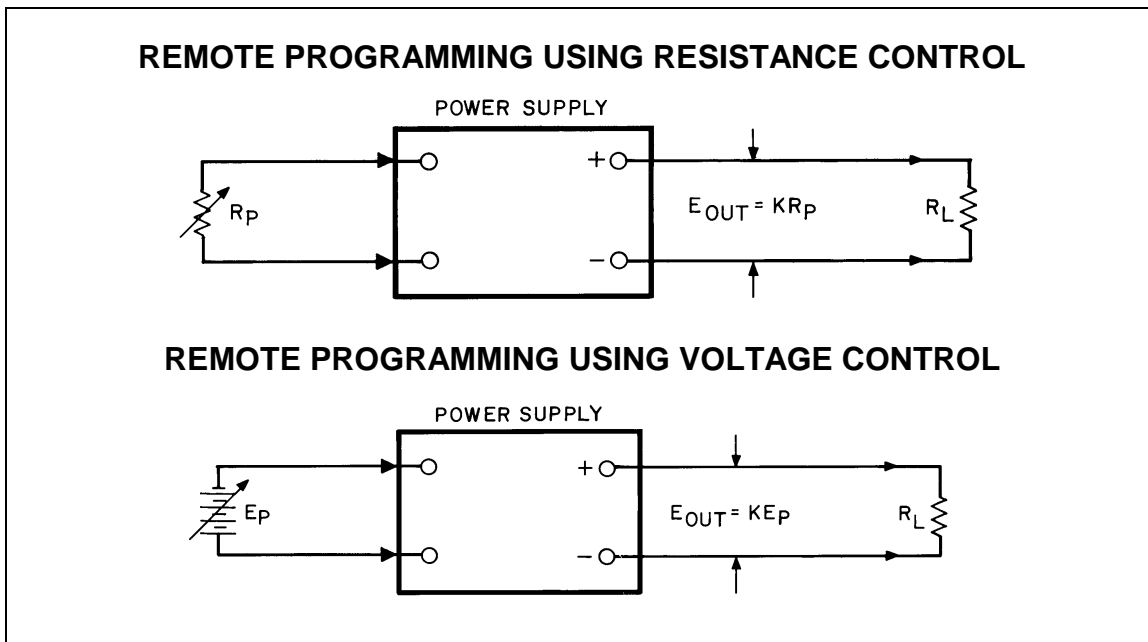 REMOTE PROGRAMMING USING RESISTANCE CONTROL
POWER SUPPLY
RP
+
EOUT = KRP
RL
−
REMOTE PROGRAMMING USING VOLTAGE CONTROL
POWER SUPPLY
EP
+
EOUT = KEP
RL
−